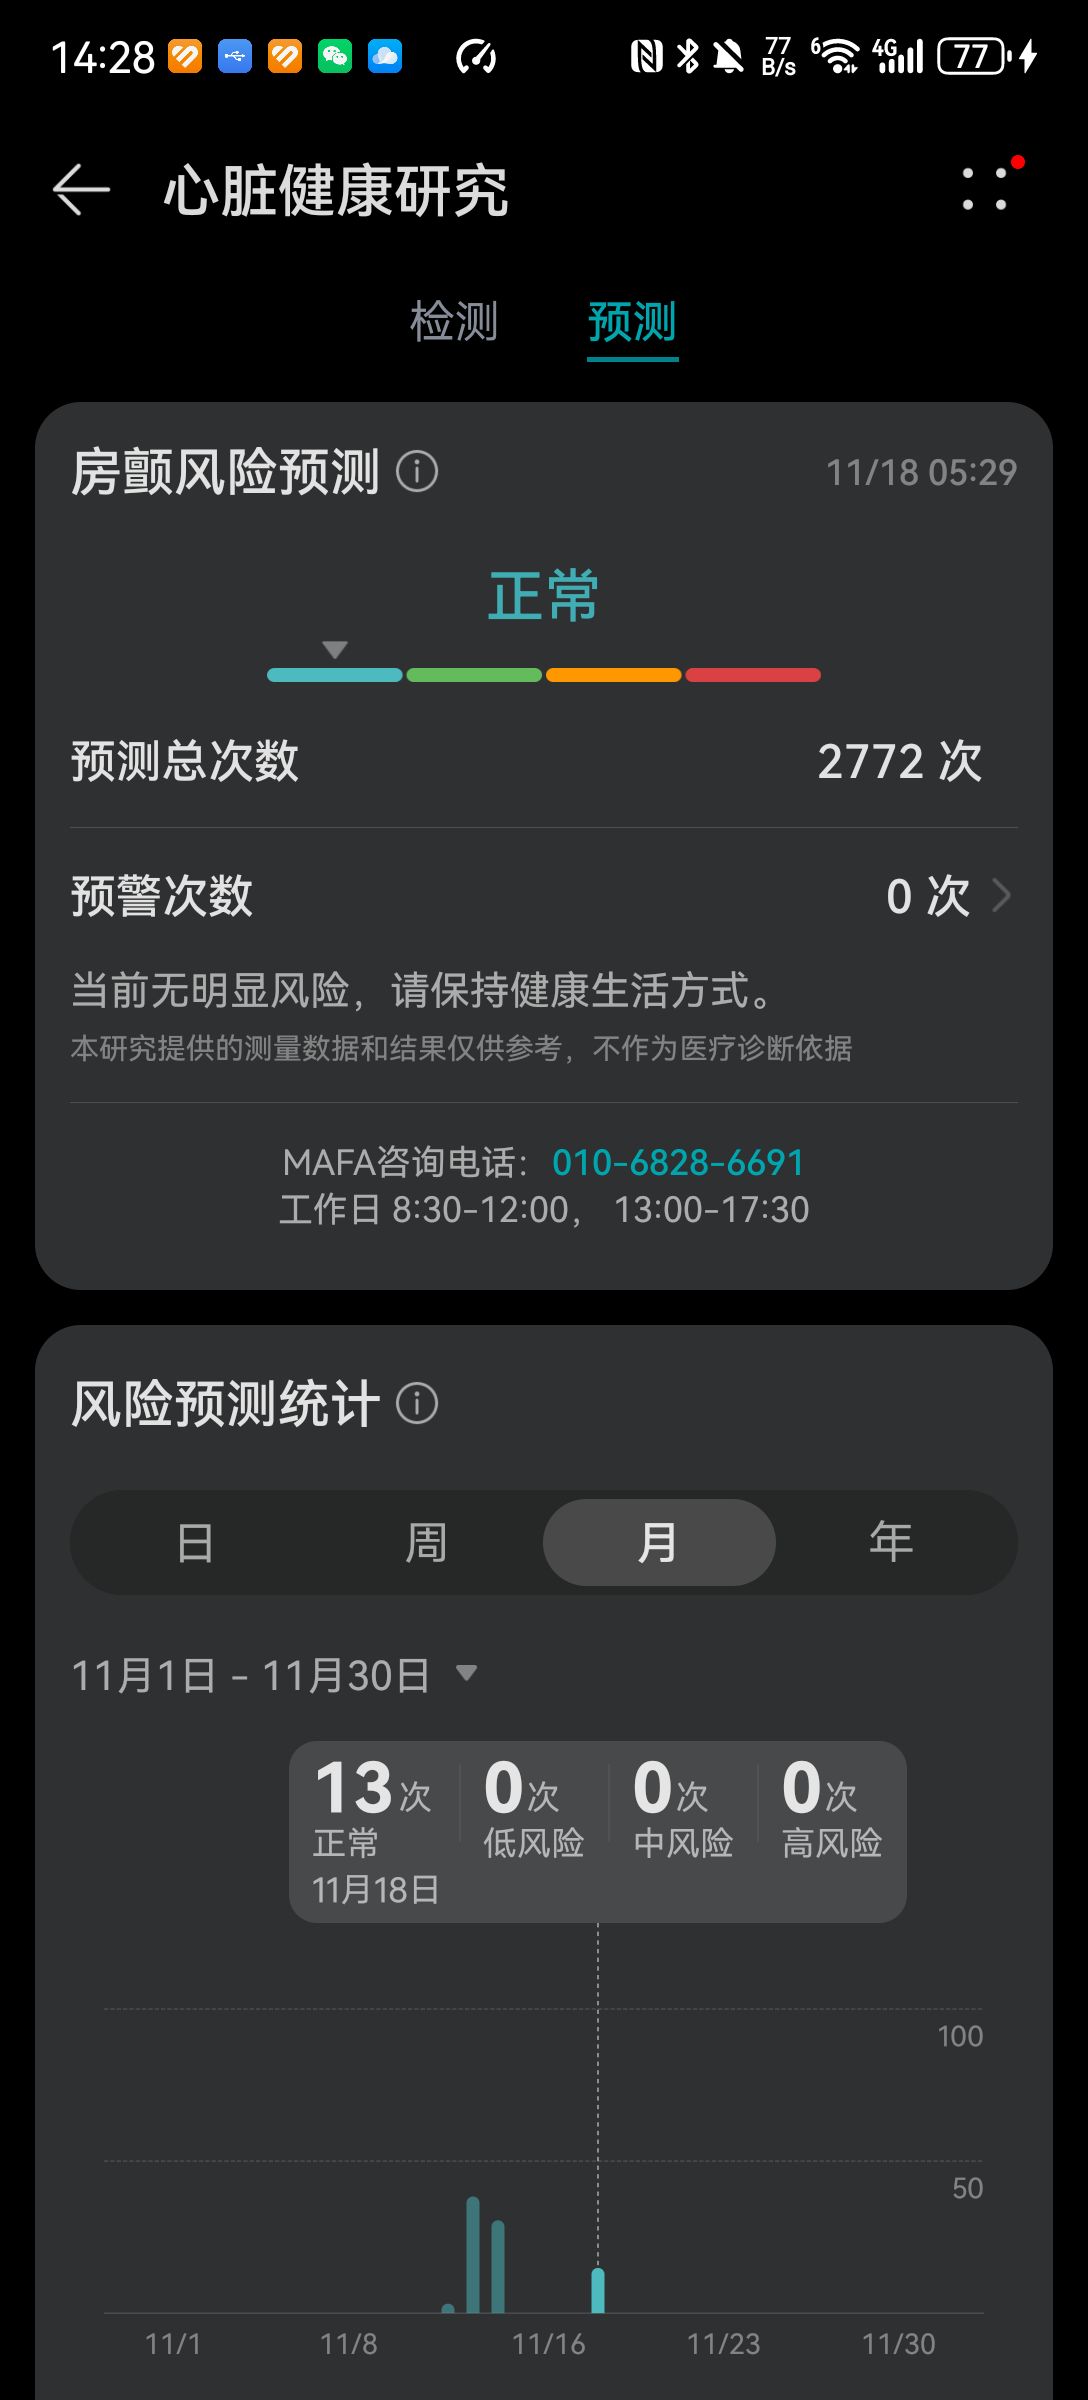 14:28 77 B/s 6 4G 77
心脏健康研究
检测 预测
房颤风险预测 11/18 05:29
正常
预测总次数 2772 次
预警次数 0 次
当前无明显风险，请保持健康生活方式。
本研究提供的测量数据和结果仅供参考，不作为医疗诊断依据
MAFA咨询电话：010-6828-6691
工作日 8:30-12:00， 13:00-17:30
风险预测统计
日 周 月 年
11月1日 - 11月30日
13次 0次 0次 0次
正常 低风险 中风险 高风险
11月18日
100
50
11/1 11/8 11/16 11/23 11/30